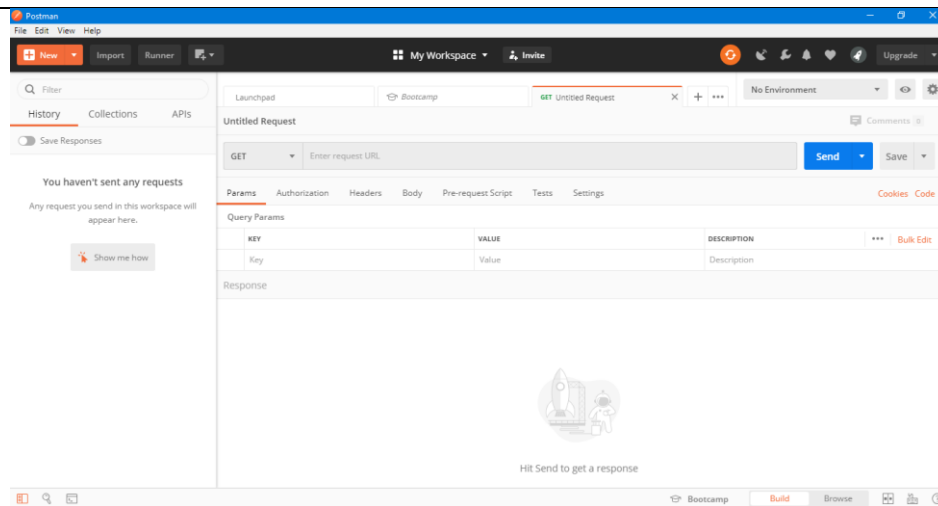 Postman
File Edit View Help
New Import Runner My Workspace Invite Upgrade
Filter
History Collections APIs
Save Responses
You haven't sent any requests
Any request you send in this workspace will
appear here.
Show me how
Launchpad Bootcamp GET Untitled Request No Environment
Untitled Request Comments 0
GET Enter request URL Send Save
Params Authorization Headers Body Pre-request Script Tests Settings Cookies Code
Query Params
KEY VALUE DESCRIPTION Bulk Edit
Key Value Description
Response
Hit Send to get a response
Bootcamp Build Browse